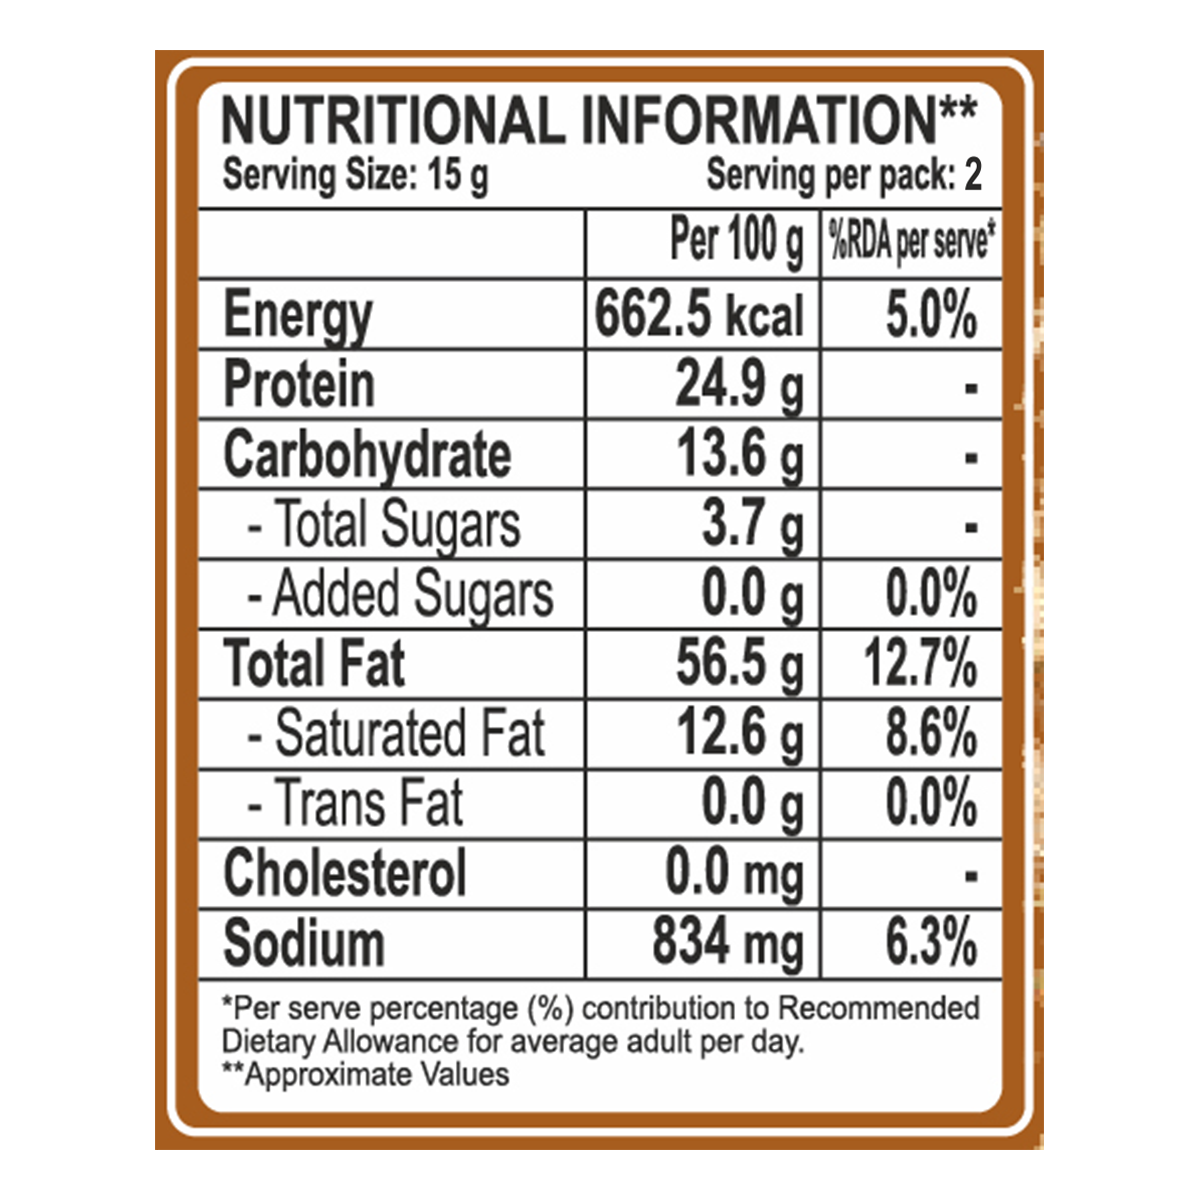 NUTRITIONAL INFORMATION**
Serving Size: 15 g Serving per pack: 2
Per 100 g %RDA per serve*
Energy 662.5 kcal 5.0%
Protein 24.9 g -
Carbohydrate 13.6 g -
- Total Sugars 3.7 g -
- Added Sugars 0.0 g 0.0%
Total Fat 56.5 g 12.7%
- Saturated Fat 12.6 g 8.6%
- Trans Fat 0.0 g 0.0%
Cholesterol 0.0 mg -
Sodium 834 mg 6.3%
*Per serve percentage (%) contribution to Recommended
Dietary Allowance for average adult per day.
**Approximate Values